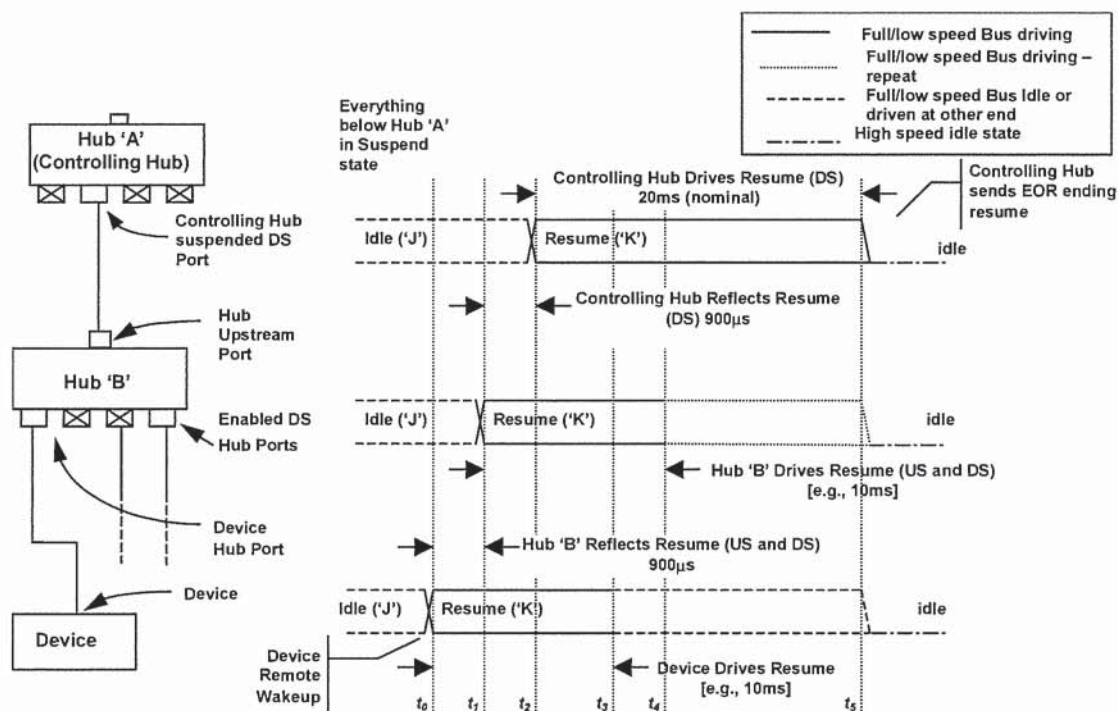 Full/low speed Bus driving
Full/low speed Bus driving –
repeat
Full/low speed Bus Idle or
driven at other end
High speed idle state
Hub 'A'
(Controlling Hub)
Controlling Hub
suspended DS
Port
Hub
Upstream
Port
Hub 'B'
Enabled DS
Hub Ports
Device
Hub Port
Device
Device
Everything
below Hub 'A'
in Suspend
state
Controlling Hub Drives Resume (DS)
20ms (nominal)
Controlling Hub
sends EOR ending
resume
Idle ('J')
Resume ('K')
idle
Controlling Hub Reflects Resume
(DS) 900µs
Idle ('J')
Resume ('K')
idle
Hub 'B' Drives Resume (US and DS)
[e.g., 10ms]
Hub 'B' Reflects Resume (US and DS)
900µs
Idle ('J')
Resume ('K')
idle
Device
Remote
Wakeup
Device Drives Resume
[e.g., 10ms]
t0 t1 t2 t3 t4 t5